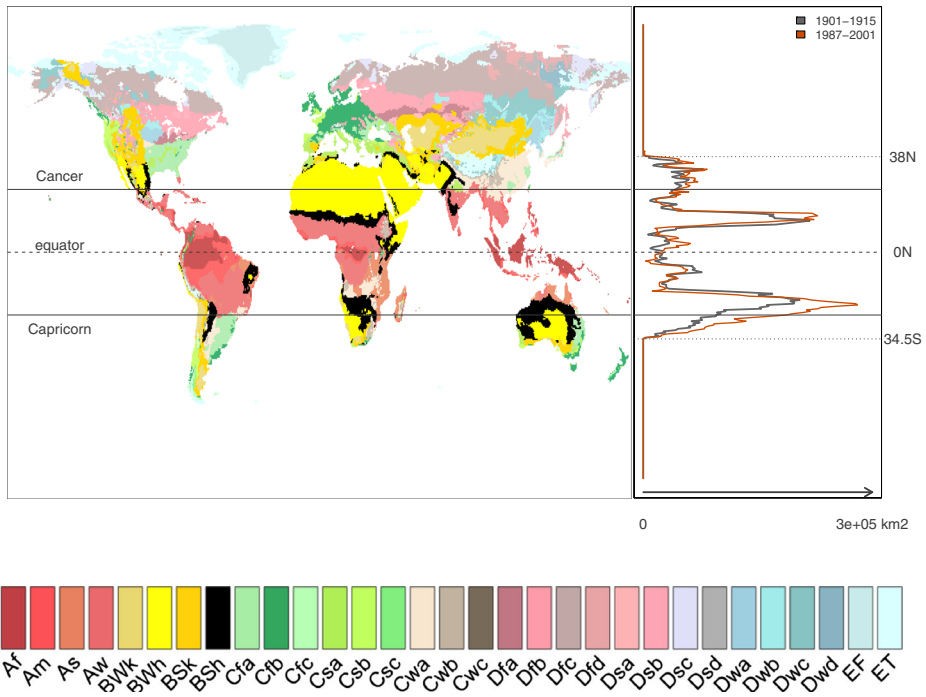 1901−1915
1987−2001
38N
Cancer
equator
0N
Capricorn
34.5S
0
3e+05 km2
Af
Am
As
Aw
BWk
BWh
BSk
BSh
Cfa
Cfb
Cfc
Csa
Csb
Csc
Cwa
Cwb
Cwc
Dfa
Dfb
Dfc
Dfd
Dsa
Dsb
Dsc
Dsd
Dwa
Dwb
Dwc
Dwd
EF
ET